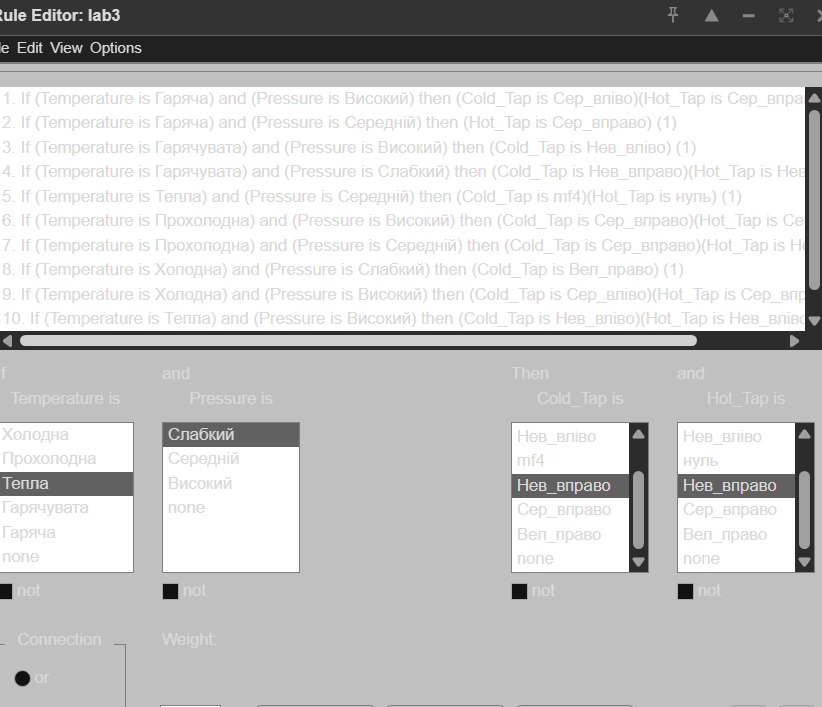 Rule Editor: lab3
le Edit View Options
1. If (Temperature is Гаряча) and (Pressure is Високий) then (Cold_Tap is Сер_вліво)(Hot_Tap is Сер_впра
2. If (Temperature is Гаряча) and (Pressure is Середній) then (Hot_Tap is Сер_вправо) (1)
3. If (Temperature is Гарячувата) and (Pressure is Високий) then (Cold_Tap is Нев_вліво) (1)
4. If (Temperature is Гарячувата) and (Pressure is Слабкий) then (Cold_Tap is Нев_вправо)(Hot_Tap is Нев
5. If (Temperature is Тепла) and (Pressure is Середній) then (Cold_Tap is mf4)(Hot_Tap is нуль) (1)
6. If (Temperature is Прохолодна) and (Pressure is Високий) then (Cold_Tap is Сер_вправо)(Hot_Tap is Се
7. If (Temperature is Прохолодна) and (Pressure is Середній) then (Cold_Tap is Сер_вправо)(Hot_Tap is Не
8. If (Temperature is Холодна) and (Pressure is Слабкий) then (Cold_Tap is Вел_право) (1)
9. If (Temperature is Холодна) and (Pressure is Високий) then (Cold_Tap is Сер_вліво)(Hot_Tap is Сер_впр
10. If (Temperature is Тепла) and (Pressure is Високий) then (Cold_Tap is Нев_вліво)(Hot_Tap is Нев_вліво
f and Then and
Temperature is Pressure is Cold_Tap is Hot_Tap is
Холодна
Прохолодна
Тепла
Гарячувата
Гаряча
none
Слабкий
Середній
Високий
none
Нев_вліво
mf4
Нев_вправо
Сер_вправо
Вел_право
none
Нев_вліво
нуль
Нев_вправо
Сер_вправо
Вел_право
none
not not not not
Connection Weight:
or